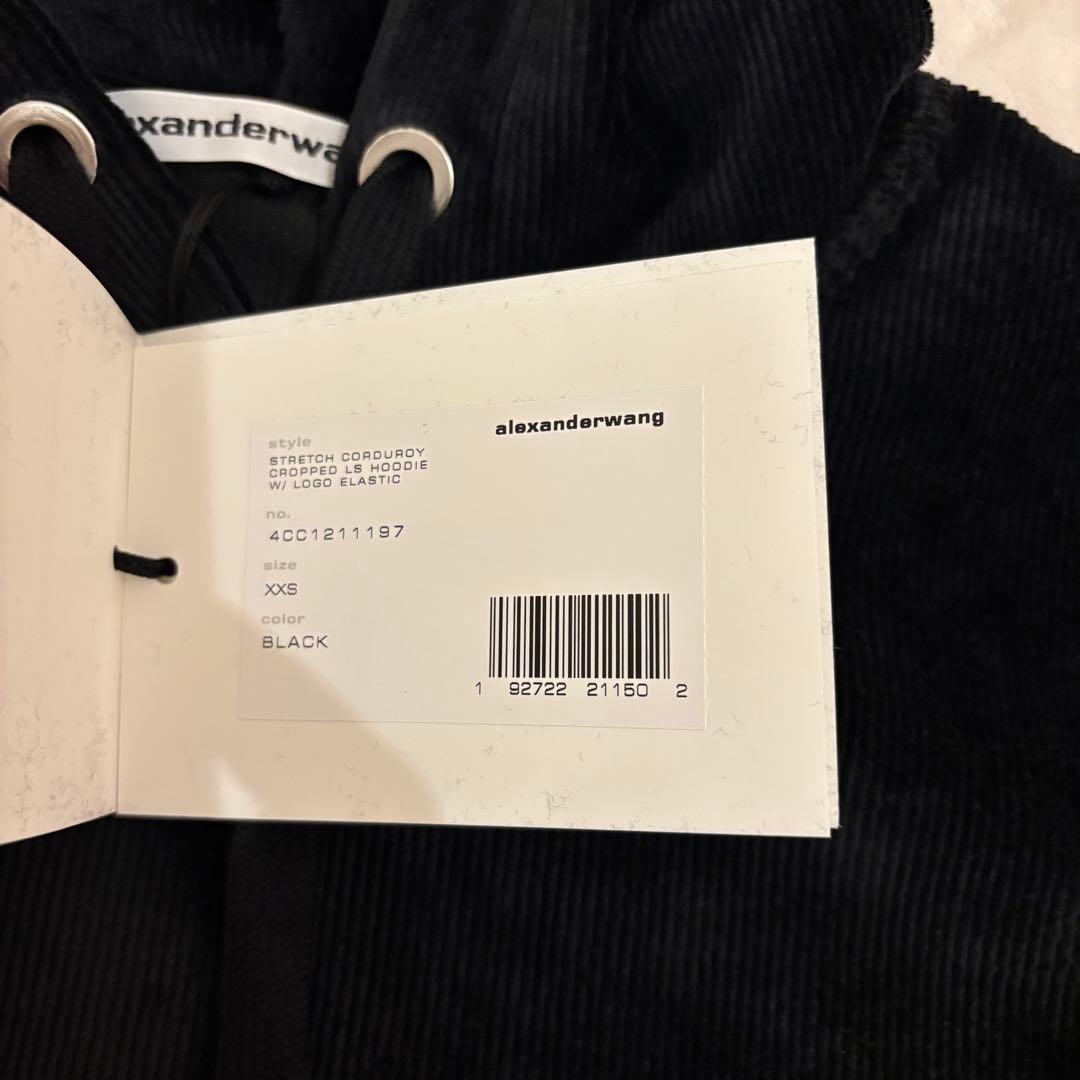 xanderwa
alexanderwang
style
STRETCH CORDUROY
CROPPED LS HOODIE
W/ LOGO ELASTIC
no.
4CC1211197
size
XXS
color
BLACK
1 92722 21150 2